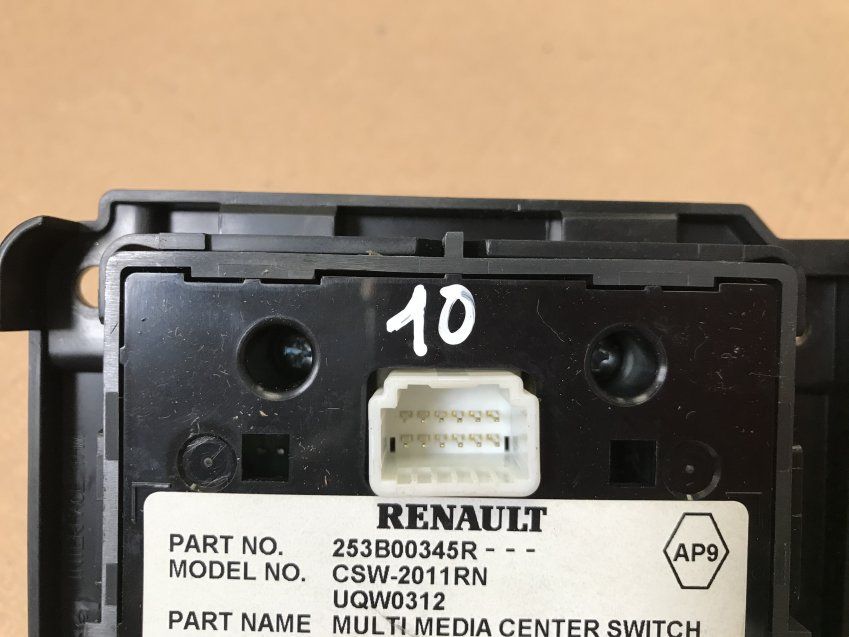 10
RENAULT
PART NO. 253B00345R - - -
AP9
MODEL NO. CSW-2011RN
UQW0312
PART NAME MULTI MEDIA CENTER SWITCH